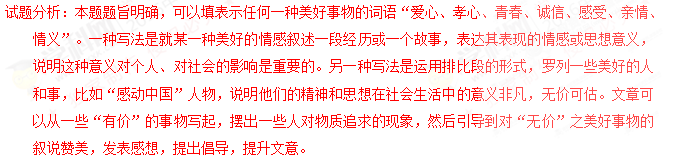 试题分析：本题题旨明确，可以填表示任何一种美好事物的词语“爱心、孝心、青春、诚信、感受、亲情、
情义”。一种写法是就某一种美好的情感叙述一段经历或一个故事，表达其表现的情感或思想意义，
说明这种意义对个人、对社会的影响是重要的。另一种写法是运用排比段的形式，罗列一些美好的人
和事，比如“感动中国”人物，说明他们的精神和思想在社会生活中的意义非凡，无价可估。文章可
以从一些“有价”的事物写起，摆出一些人对物质追求的现象，然后引导到对“无价”之美好事物的
叙说赞美，发表感想，提出倡导，提升文意。